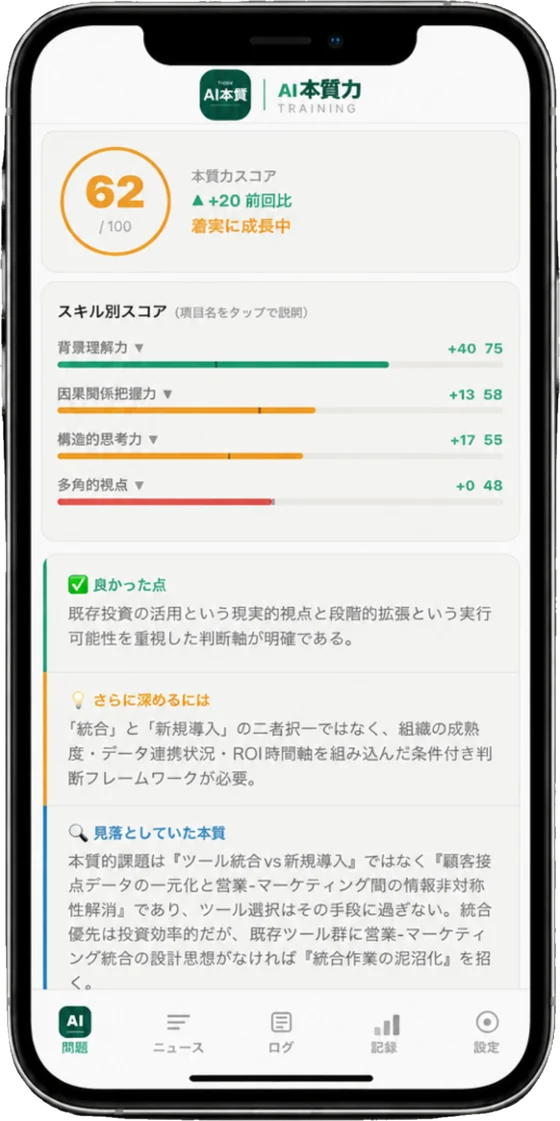 AI本質
AI本質力
TRAINING
62
/ 100
本質力スコア
▲ +20 前回比
着実に成長中
スキル別スコア (項目名をタップで説明)
背景理解力 ▼ +40 75
因果関係把握力 ▼ +13 58
構造的思考力 ▼ +17 55
多角的視点 ▼ +0 48
✅ 良かった点
既存投資の活用という現実的視点と段階的拡張という実行
可能性を重視した判断軸が明確である。
💡 さらに深めるには
「統合」と「新規導入」の二者択一ではなく、組織の成熟
度・データ連携状況・ROI時間軸を組み込んだ条件付き判
断フレームワークが必要。
🔍 見落としていた本質
本質的課題は『ツール統合vs新規導入』ではなく『顧客接
点データの一元化と営業-マーケティング間の情報非対称
性解消』であり、ツール選択はその手段に過ぎない。統合
優先は投資効率的だが、既存ツール群に営業-マーケティ
ング統合の設計思想がなければ『統合作業の泥沼化』を招
く。
AI
問題
ニュース
ログ
記録
設定